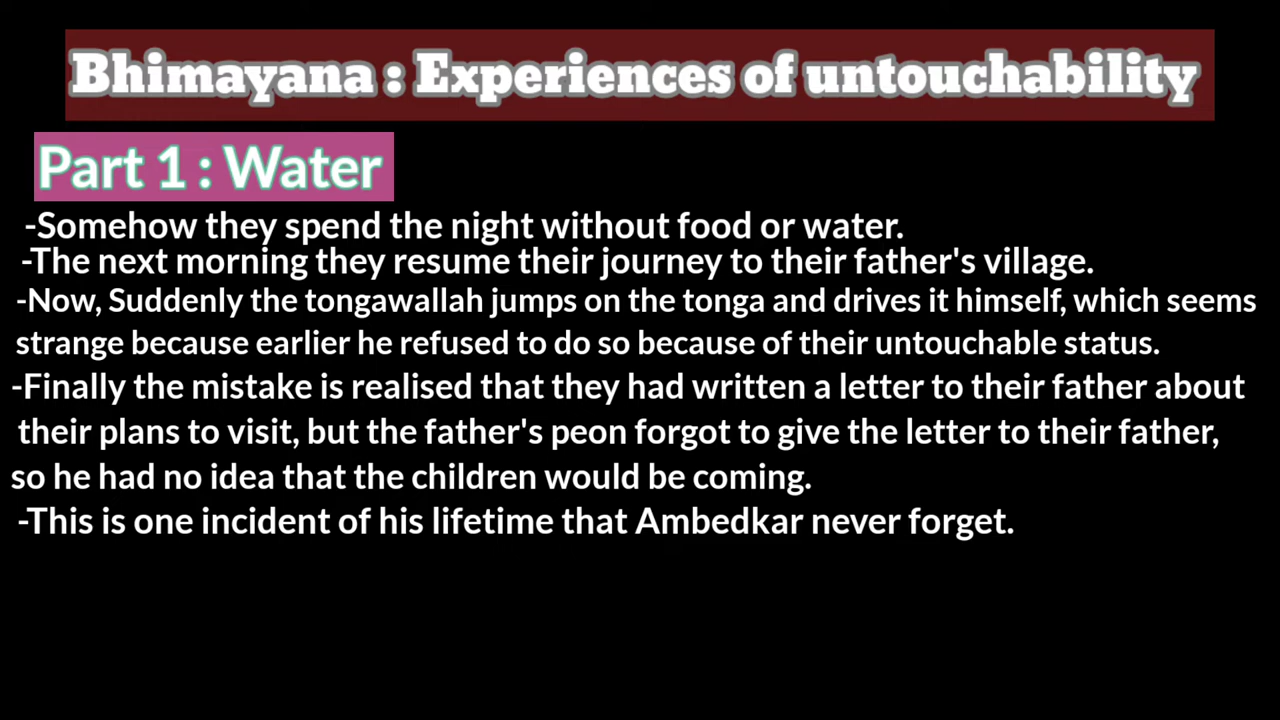 Bhimayana : Experiences of untouchability
Part 1 : Water
-Somehow they spend the night without food or water.
-The next morning they resume their journey to their father's village.
-Now, Suddenly the tongawallah jumps on the tonga and drives it himself, which seems
strange because earlier he refused to do so because of their untouchable status.
-Finally the mistake is realised that they had written a letter to their father about
their plans to visit, but the father's peon forgot to give the letter to their father,
so he had no idea that the children would be coming.
-This is one incident of his lifetime that Ambedkar never forget.